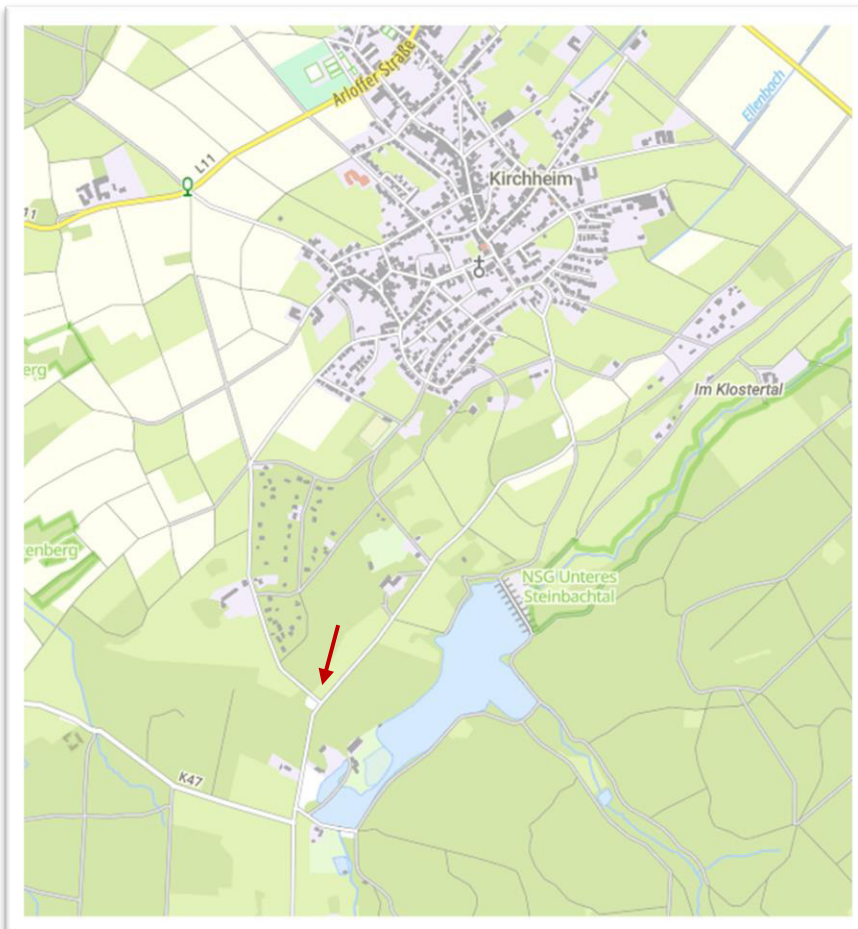 Arloffer Straße
L11
Ellenbach
Kirchheim
11
erg
Im Klostertal
enberg
NSG Unteres
Steinbachtal
K47